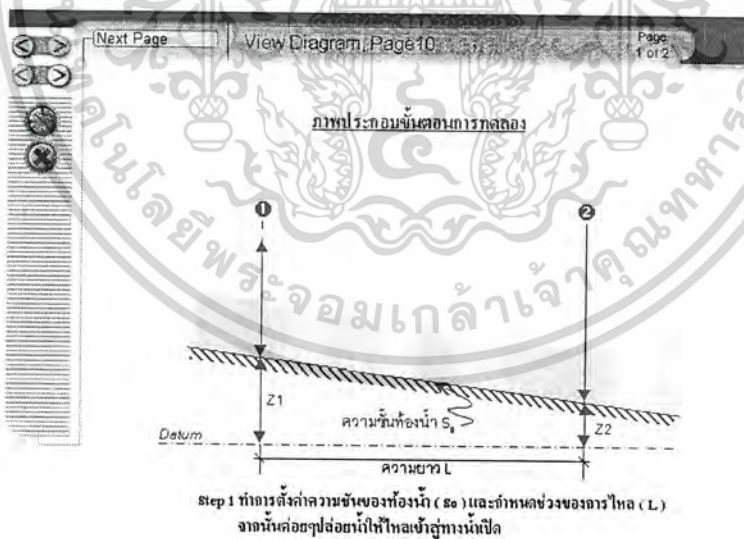 Next Page
View Diagram, Page10
Page
1 of 2
ภาพประกอบขั้นตอนการทดลอง
1
2
Z1
ความชันท้องน้ำ S₀
Z2
Datum
ความยาว L
Step 1 ทำการตั้งค่าความชันของท้องน้ำ ( So ) และกำหนดช่วงของการไหล ( L )
จากนั้นค่อยๆปล่อยน้ำให้ไหลเข้าสู่ทางน้ำเปิด